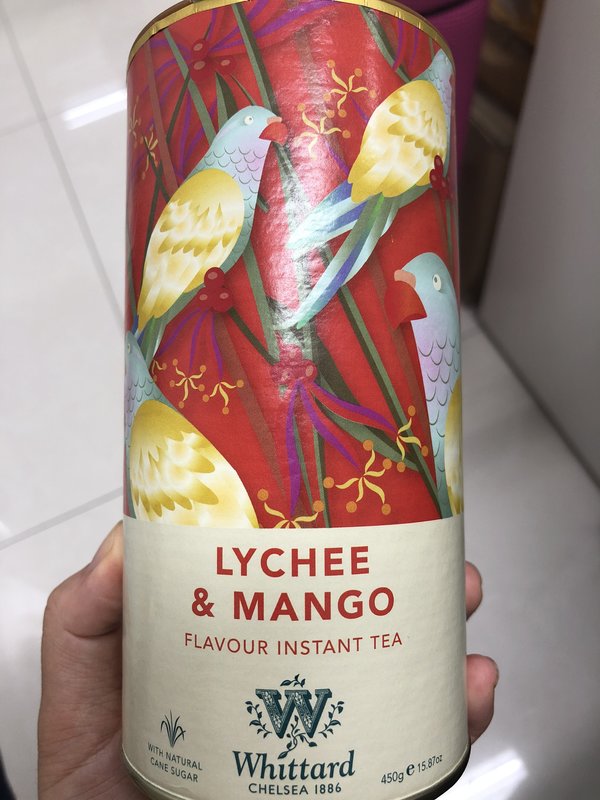 LYCHEE
& MANGO
FLAVOUR INSTANT TEA
W
WITH NATURAL
CANE SUGAR
Whittard
CHELSEA 1886
450g e 15.87oz